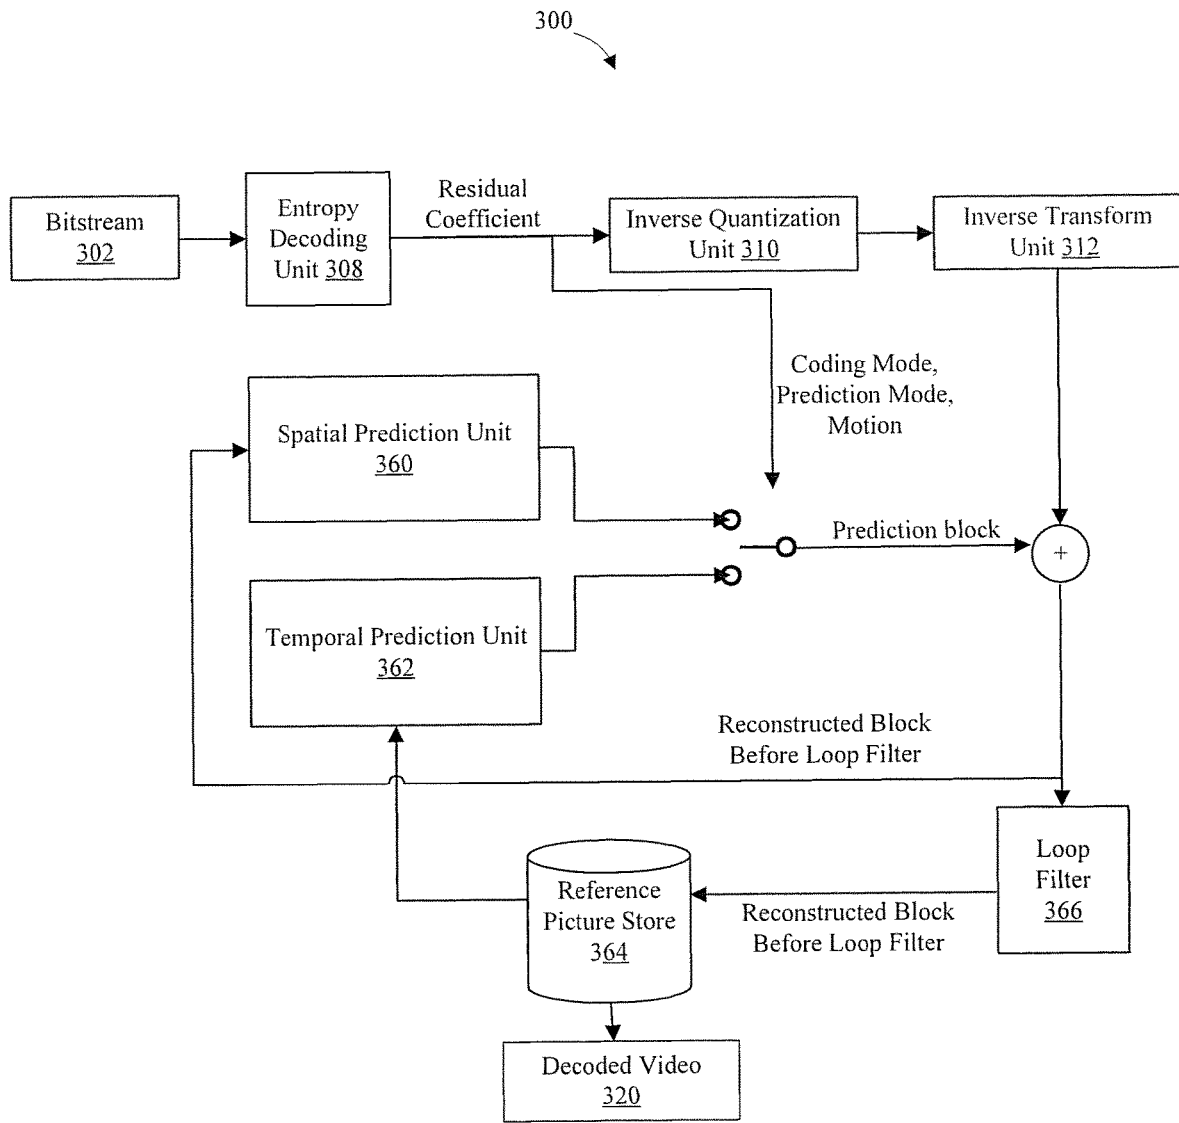 300
Bitstream
302
Entropy
Decoding
Unit 308
Residual
Coefficient
Inverse Quantization
Unit 310
Inverse Transform
Unit 312
Coding Mode,
Prediction Mode,
Motion
Spatial Prediction Unit
360
Prediction block
+
Temporal Prediction Unit
362
Reconstructed Block
Before Loop Filter
Loop
Filter
366
Reference
Picture Store
364
Reconstructed Block
Before Loop Filter
Decoded Video
320